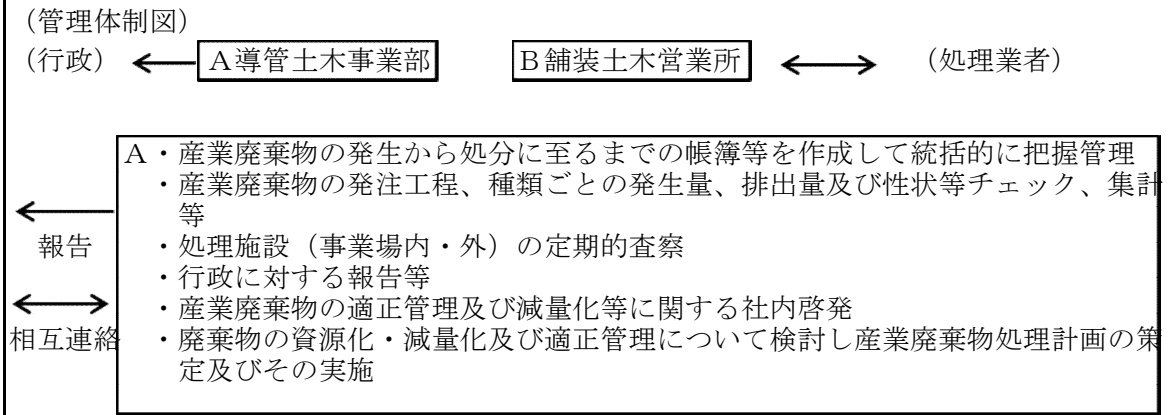 （管理体制図）
（行政） A導管土木事業部 B舗装土木営業所 （処理業者）
A・産業廃棄物の発生から処分に至るまでの帳簿等を作成して統括的に把握管理
・産業廃棄物の発注工程、種類ごとの発生量、排出量及び性状等チェック、集計
等
報告 ・処理施設（事業場内・外）の定期的査察
・行政に対する報告等
・産業廃棄物の適正管理及び減量化等に関する社内啓発
相互連絡 ・廃棄物の資源化・減量化及び適正管理について検討し産業廃棄物処理計画の策
定及びその実施